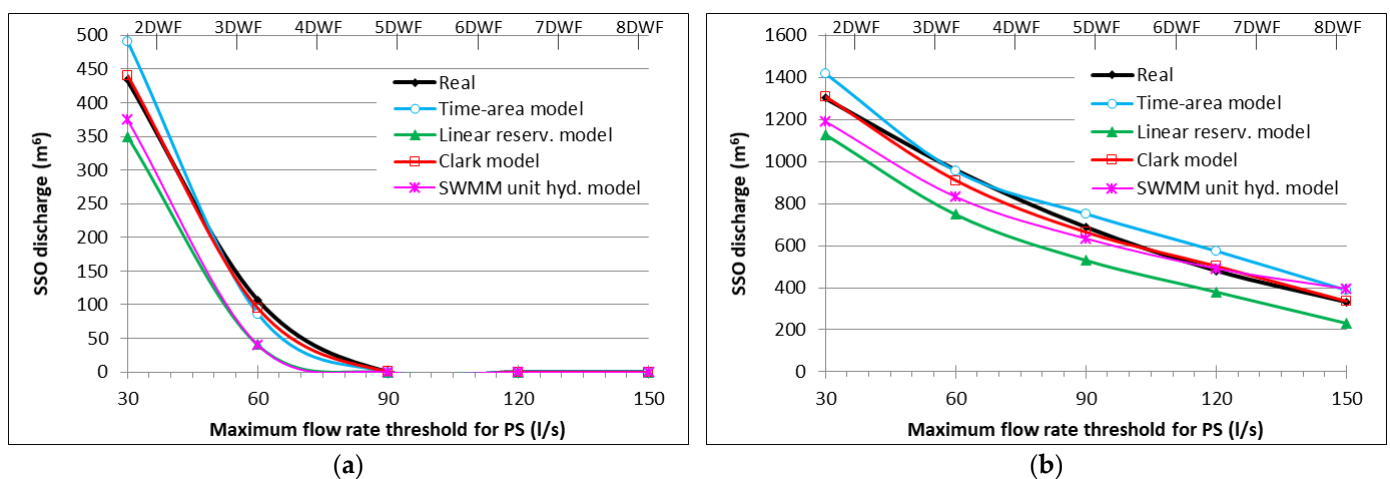 2DWF 3DWF 4DWF 5DWF 6DWF 7DWF 8DWF
500
450
400
350
300
250
200
150
100
50
0
SSO discharge (m⁶)
Real
Time-area model
Linear reserv. model
Clark model
SWMM unit hyd. model
30 60 90 120 150
Maximum flow rate threshold for PS (l/s)
(a)
2DWF 3DWF 4DWF 5DWF 6DWF 7DWF 8DWF
1600
1400
1200
1000
800
600
400
200
0
SSO discharge (m⁶)
Real
Time-area model
Linear reserv. model
Clark model
SWMM unit hyd. model
30 60 90 120 150
Maximum flow rate threshold for PS (l/s)
(b)